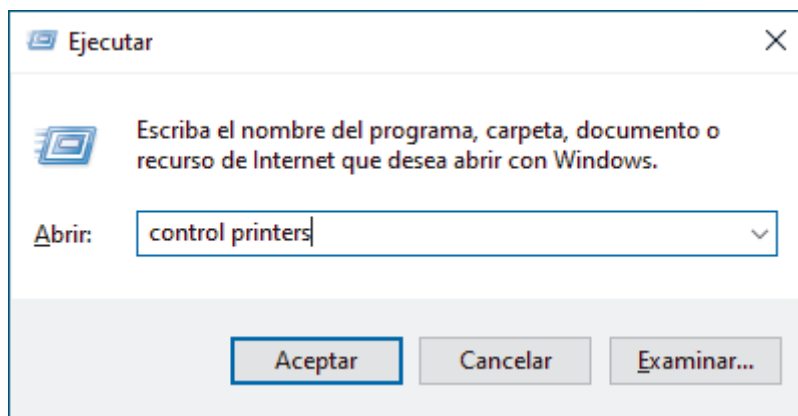 Ejecutar
Escriba el nombre del programa, carpeta, documento o
recurso de Internet que desea abrir con Windows.
Abrir: control printers
Aceptar Cancelar Examinar...